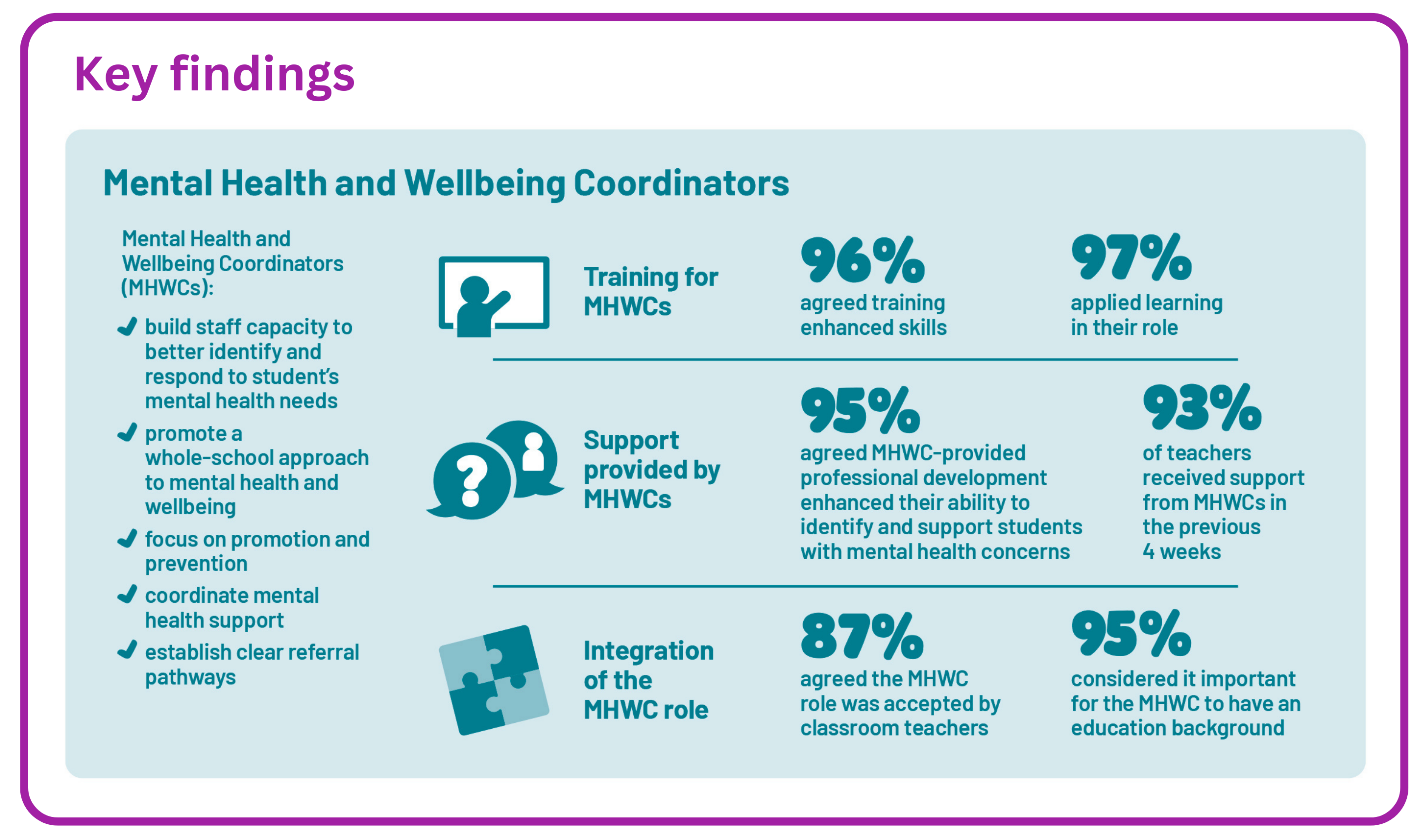 Key findings
Mental Health and Wellbeing Coordinators
Mental Health and
Wellbeing Coordinators
(MHWCs):
build staff capacity to
better identify and
respond to student’s
mental health needs
promote a
whole-school approach
to mental health and
wellbeing
focus on promotion and
prevention
coordinate mental
health support
establish clear referral
pathways
Training for
MHWCs
96%
agreed training
enhanced skills
97%
applied learning
in their role
?
Support
provided by
MHWCs
95%
agreed MHWC-provided
professional development
enhanced their ability to
identify and support students
with mental health concerns
93%
of teachers
received support
from MHWCs in
the previous
4 weeks
Integration
of the
MHWC role
87%
agreed the MHWC
role was accepted by
classroom teachers
95%
considered it important
for the MHWC to have an
education background